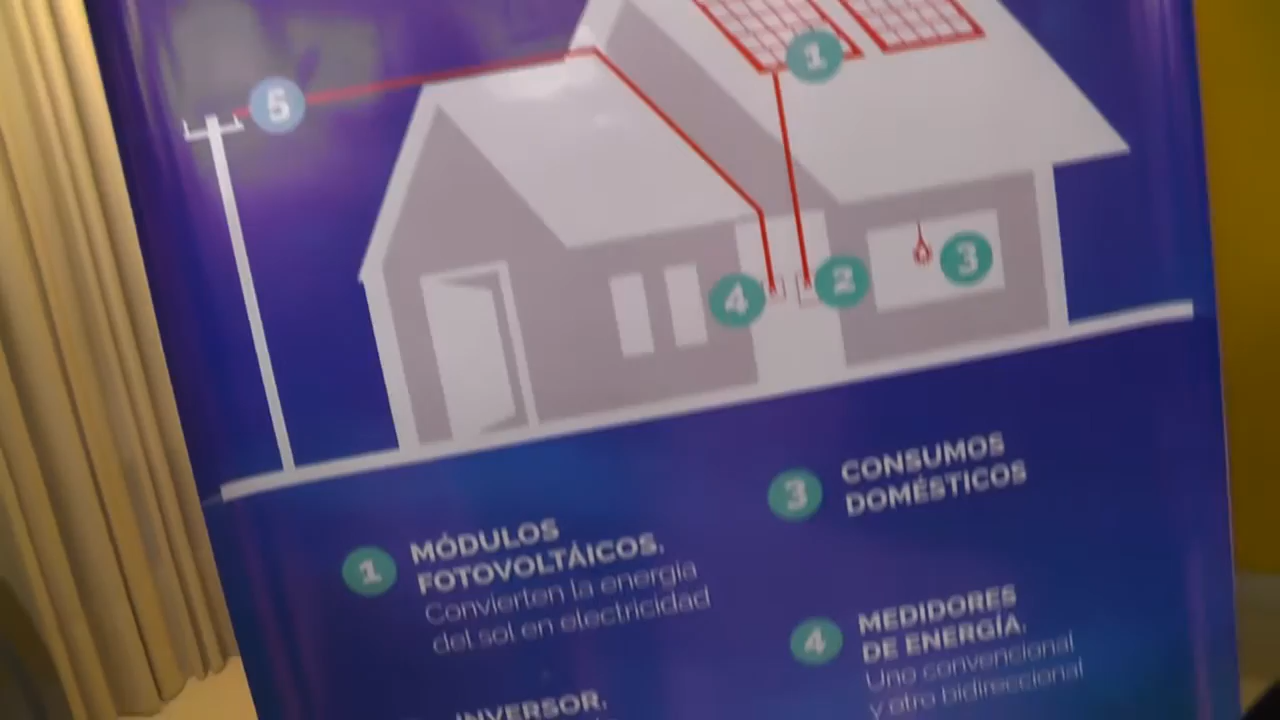 1
5
4
2
3
1
MÓDULOS
FOTOVOLTÁICOS.
Convierten la energía
del sol en electricidad
INVERSOR.
3
CONSUMOS
DOMÉSTICOS
4
MEDIDORES
DE ENERGÍA.
Uno convencional
y otro bidireccional